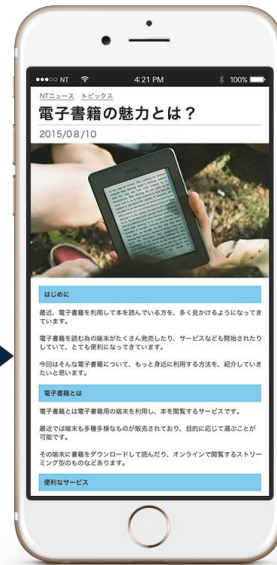 NT 4:21 PM 100%
NTニュース トピックス
電子書籍の魅力とは?
2015/08/10
はじめに
最近、電子書籍を利用して本を読んでいる方を、多く見かけるようになってき
ています。
電子書籍を読む為の端末がたくさん発売したり、サービスなども開始されたり
していて、とても便利になってきています。
今回はそんな電子書籍について、もっと身近に利用する方法を、紹介していき
たいと思います。
電子書籍とは
電子書籍とは電子書籍用の端末を利用し、本を閲覧するサービスです。
最近では端末も多種多様なものが販売されており、目的に応じて選ぶことが
可能です。
その端末に書籍をダウンロードして読んだり、オンラインで閲覧するストリー
ミング型のものなどあります。
便利なサービス